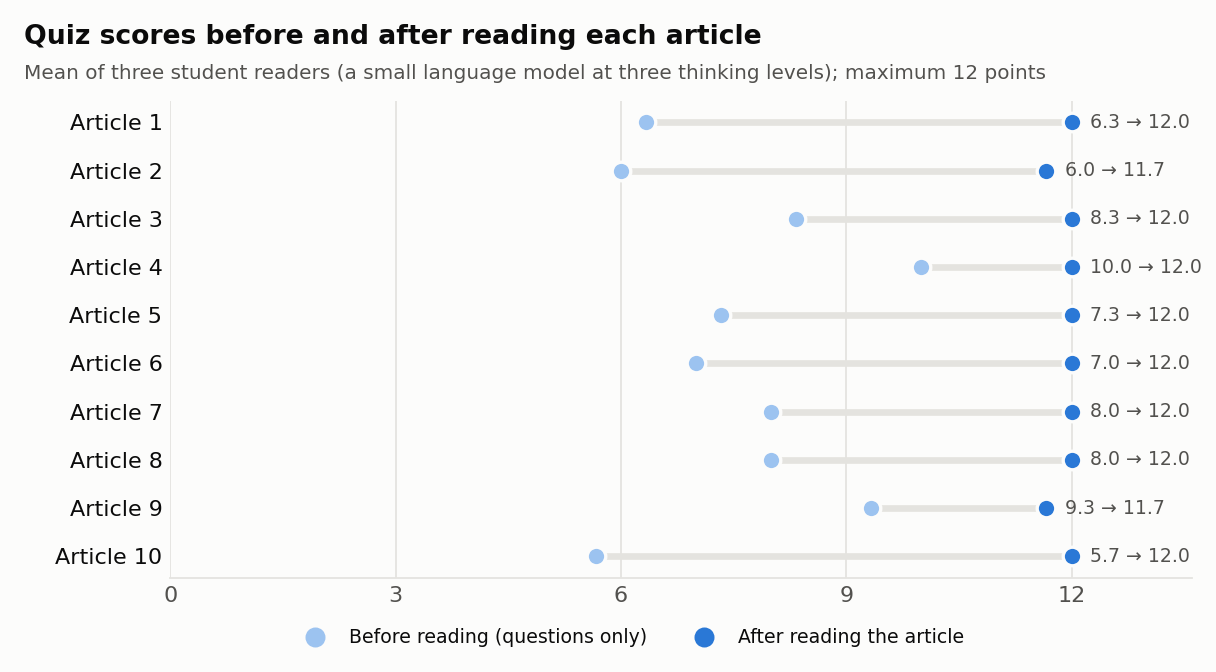 Quiz scores before and after reading each article
Mean of three student readers (a small language model at three thinking levels); maximum 12 points
Article 1 6.3 → 12.0
Article 2 6.0 → 11.7
Article 3 8.3 → 12.0
Article 4 10.0 → 12.0
Article 5 7.3 → 12.0
Article 6 7.0 → 12.0
Article 7 8.0 → 12.0
Article 8 8.0 → 12.0
Article 9 9.3 → 11.7
Article 10 5.7 → 12.0
0 3 6 9 12
Before reading (questions only) After reading the article